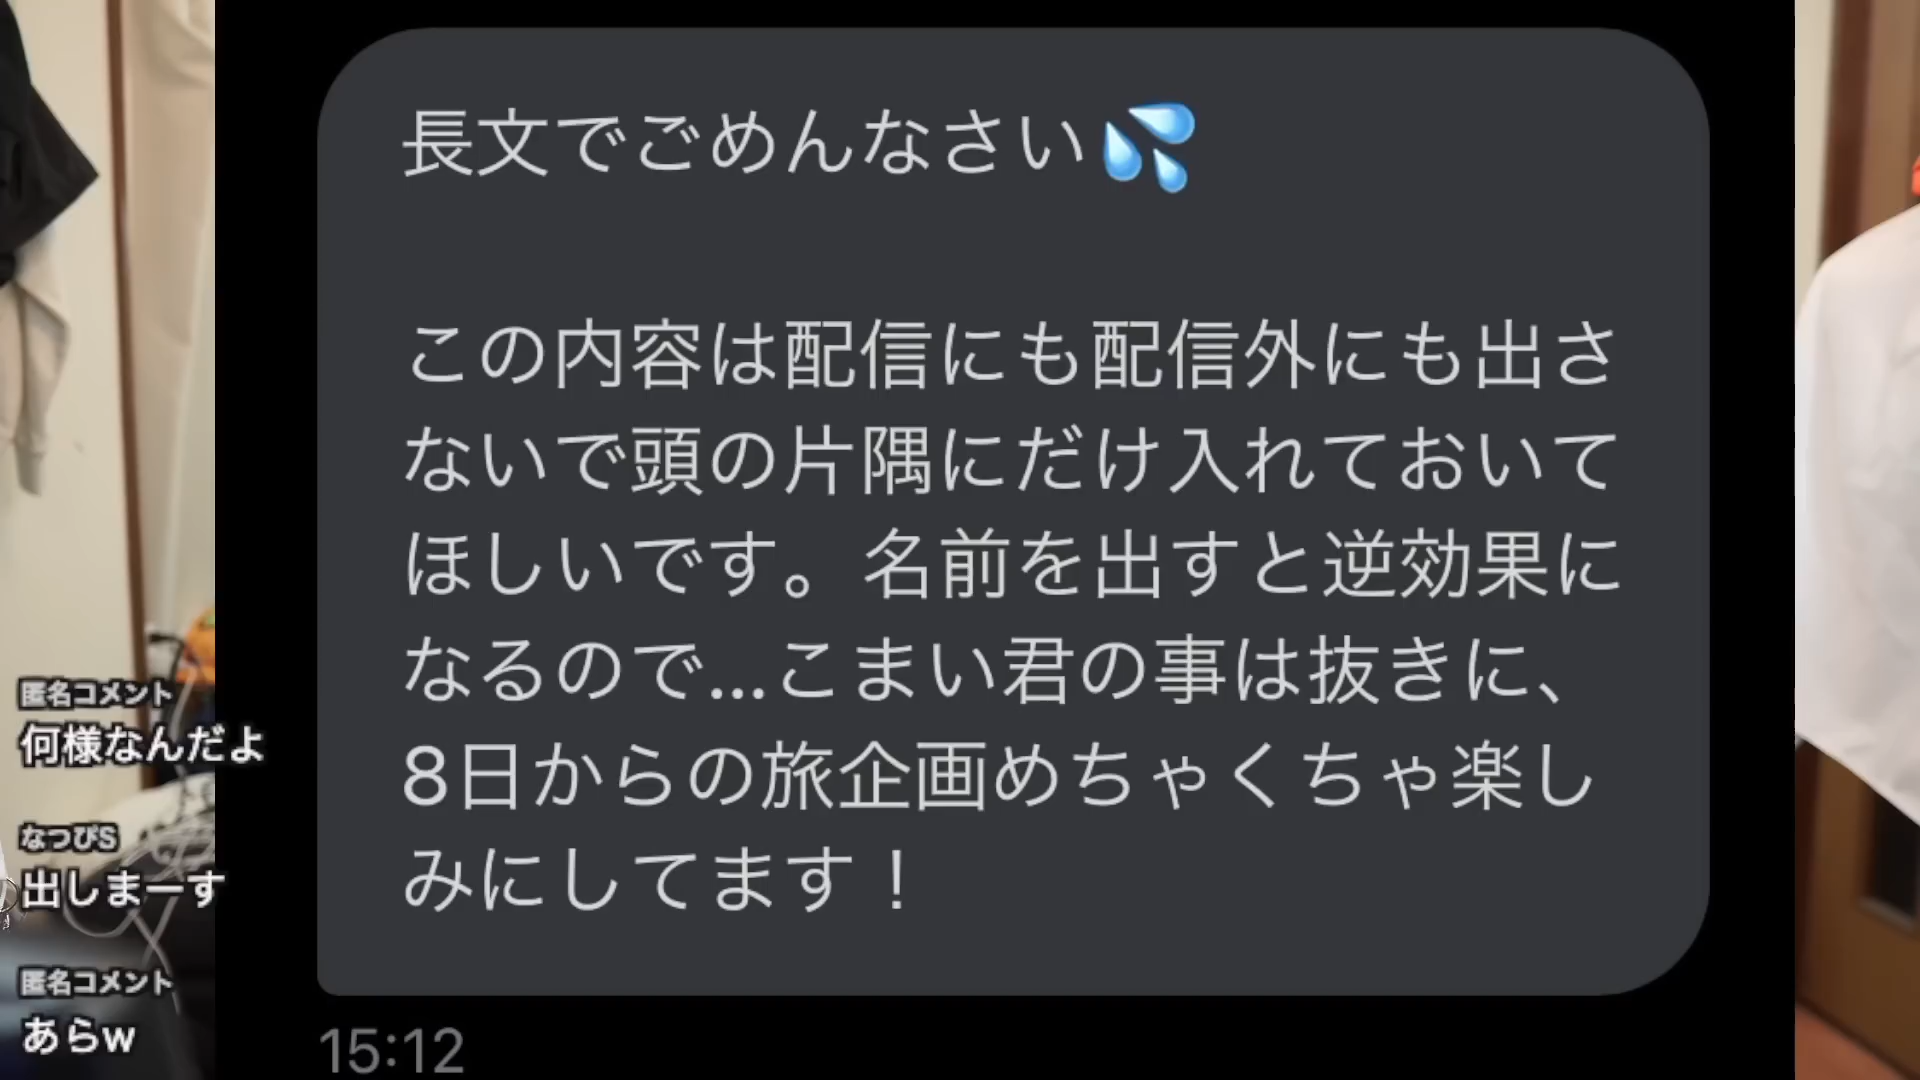 長文でごめんなさい💦
この内容は配信にも配信外にも出さ
ないで頭の片隅にだけ入れておいて
ほしいです。名前を出すと逆効果に
なるので...こまい君の事は抜きに、
8日からの旅企画めちゃくちゃ楽し
みにしてます！
15:12
匿名コメント
何様なんだよ
なつぴS
出しまーす
匿名コメント
あらw